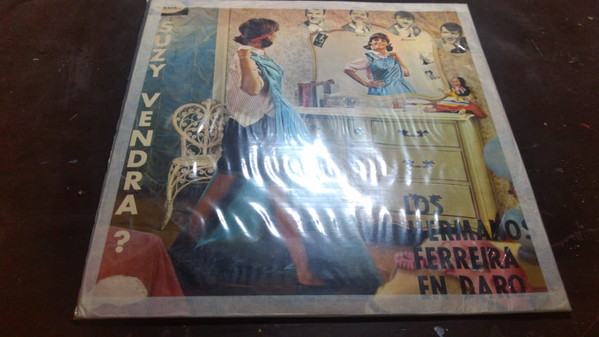 SUZY VENDRA ?
LOS
HERMANOS
FERREIRA
EN DARO